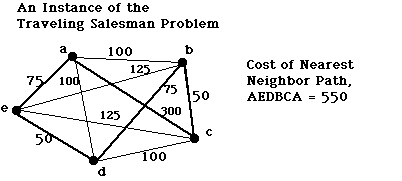 An Instance of the
Traveling Salesman Problem
a
100
b
125
75
100
75
50
Cost of Nearest
Neighbor Path,
AEDBCA = 550
e
125
300
c
50
100
d